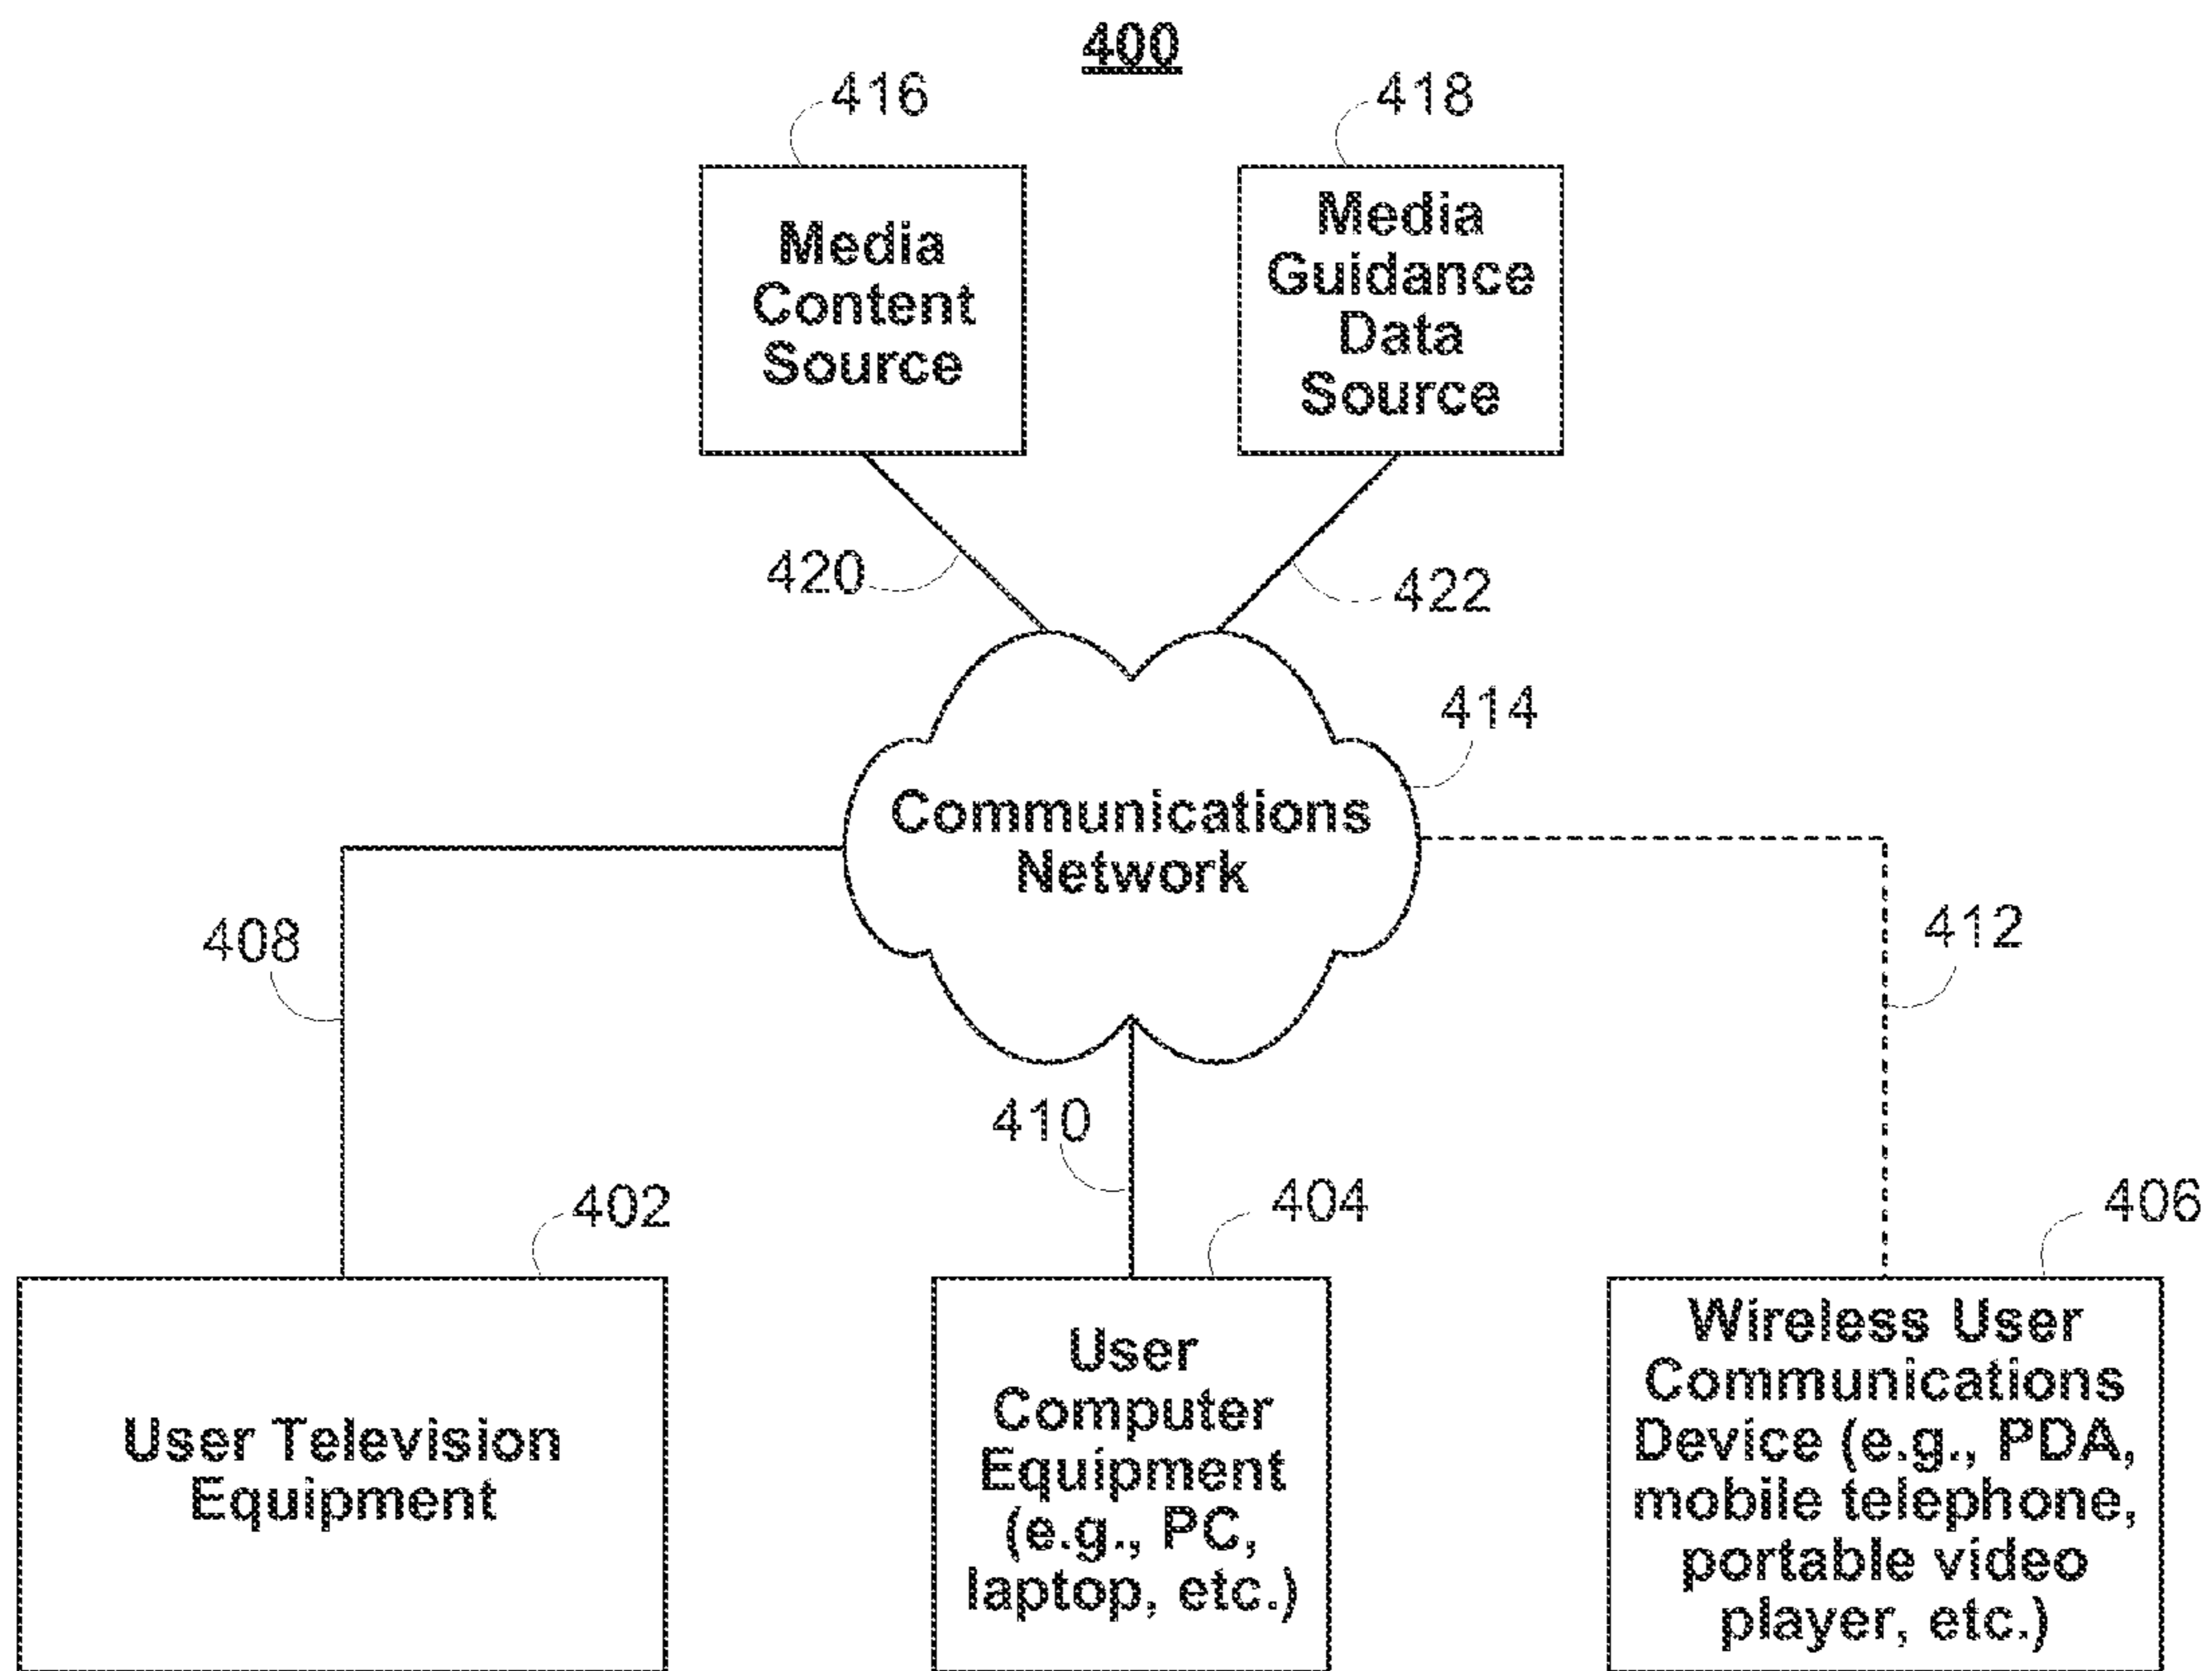 400
416
418
Media
Content
Source
Media
Guidance
Data
Source
420
422
414
Communications
Network
408
412
410
402
404
406
User Television
Equipment
User
Computer
Equipment
(e.g., PC,
laptop, etc.)
Wireless User
Communications
Device (e.g., PDA,
mobile telephone,
portable video
player, etc.)